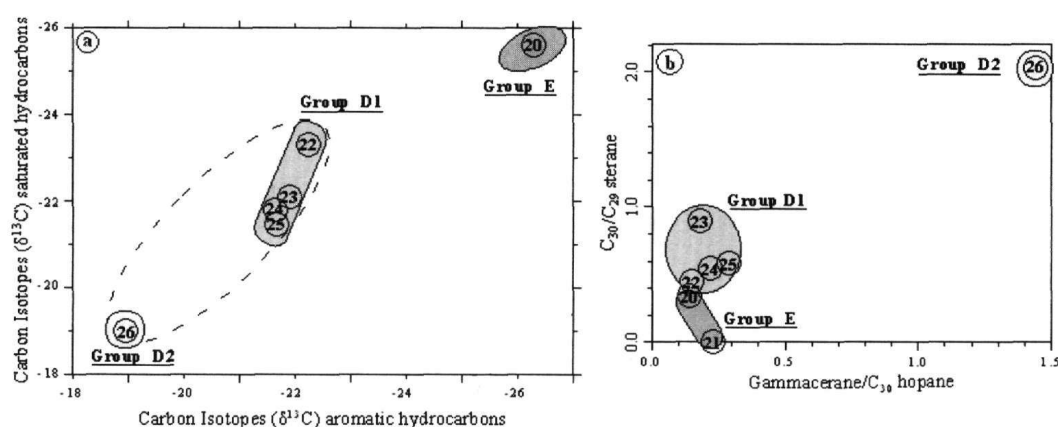 a
Carbon Isotopes (δ¹³C) saturated hydrocarbons
-26
-24
-22
-20
-18
20
Group E
Group D1
22
23
24
25
26
Group D2
-18
-20
-22
-24
-26
Carbon Isotopes (δ¹³C) aromatic hydrocarbons
b
C₃₀/C₂₉ sterane
2.0
1.0
0.0
Group D2
26
Group D1
23
24
25
22
20
Group E
21
0.0
0.5
1.0
1.5
Gammacerane/C₃₀ hopane